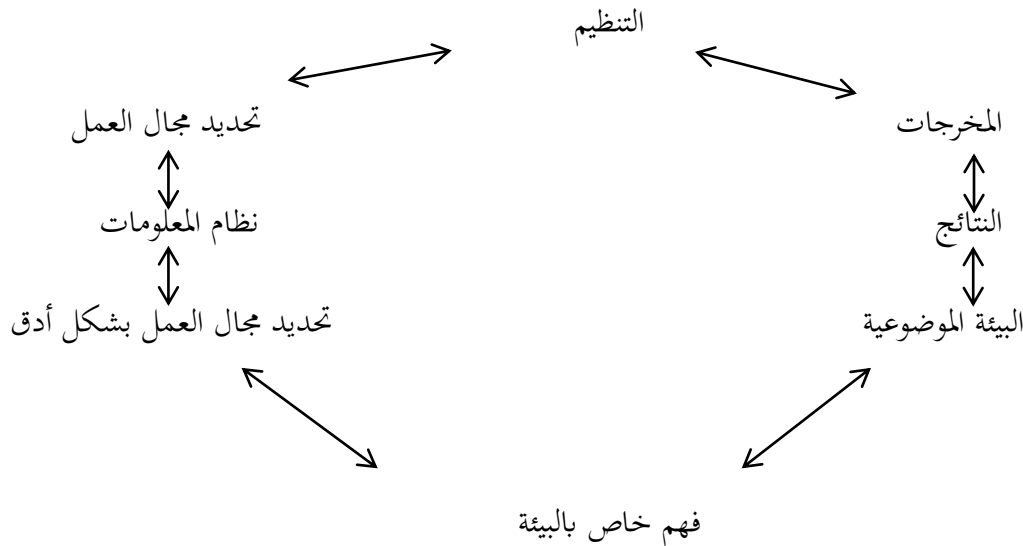 التنظيم
المخرجات
تحديد مجال العمل
النتائج
نظام المعلومات
البيئة الموضوعية
تحديد مجال العمل بشكل أدق
فهم خاص بالبيئة